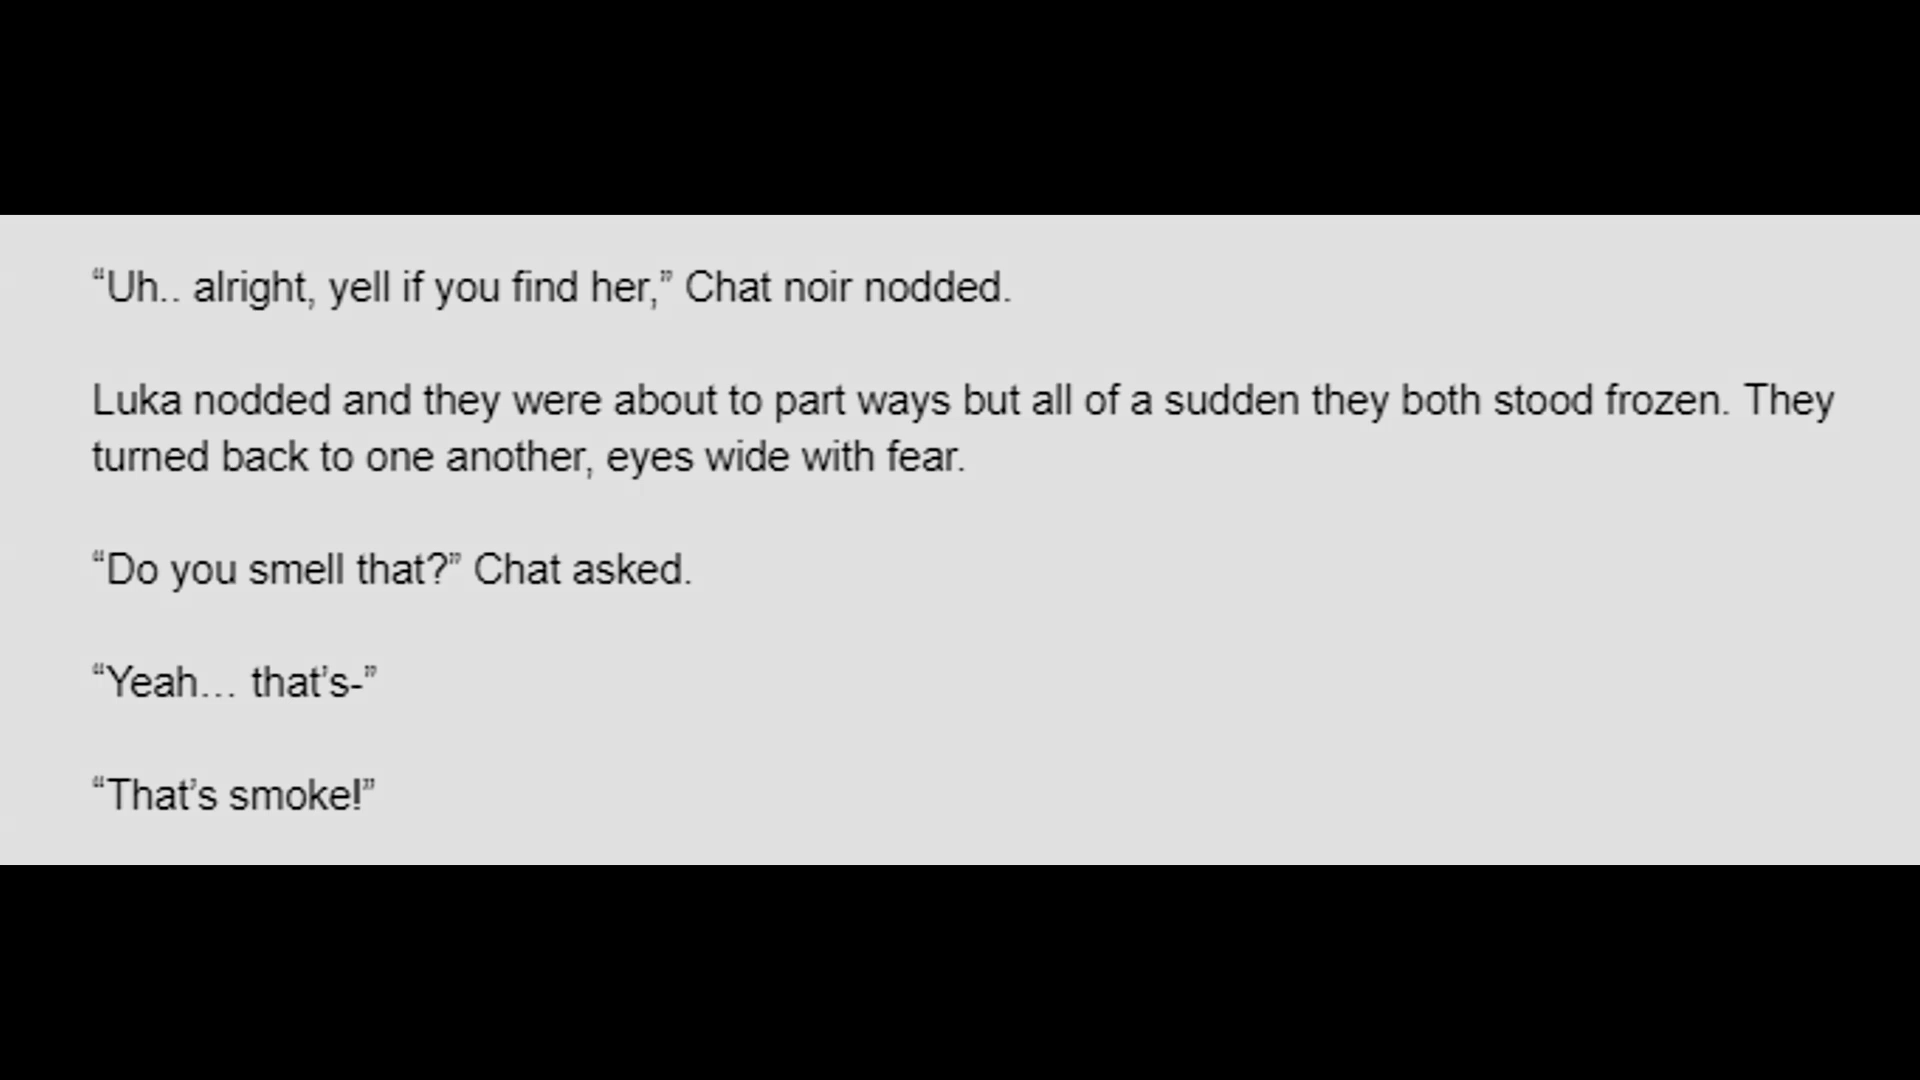 “Uh.. alright, yell if you find her,” Chat noir nodded.
Luka nodded and they were about to part ways but all of a sudden they both stood frozen. They
turned back to one another, eyes wide with fear.
“Do you smell that?” Chat asked.
“Yeah… that’s-”
“That’s smoke!”